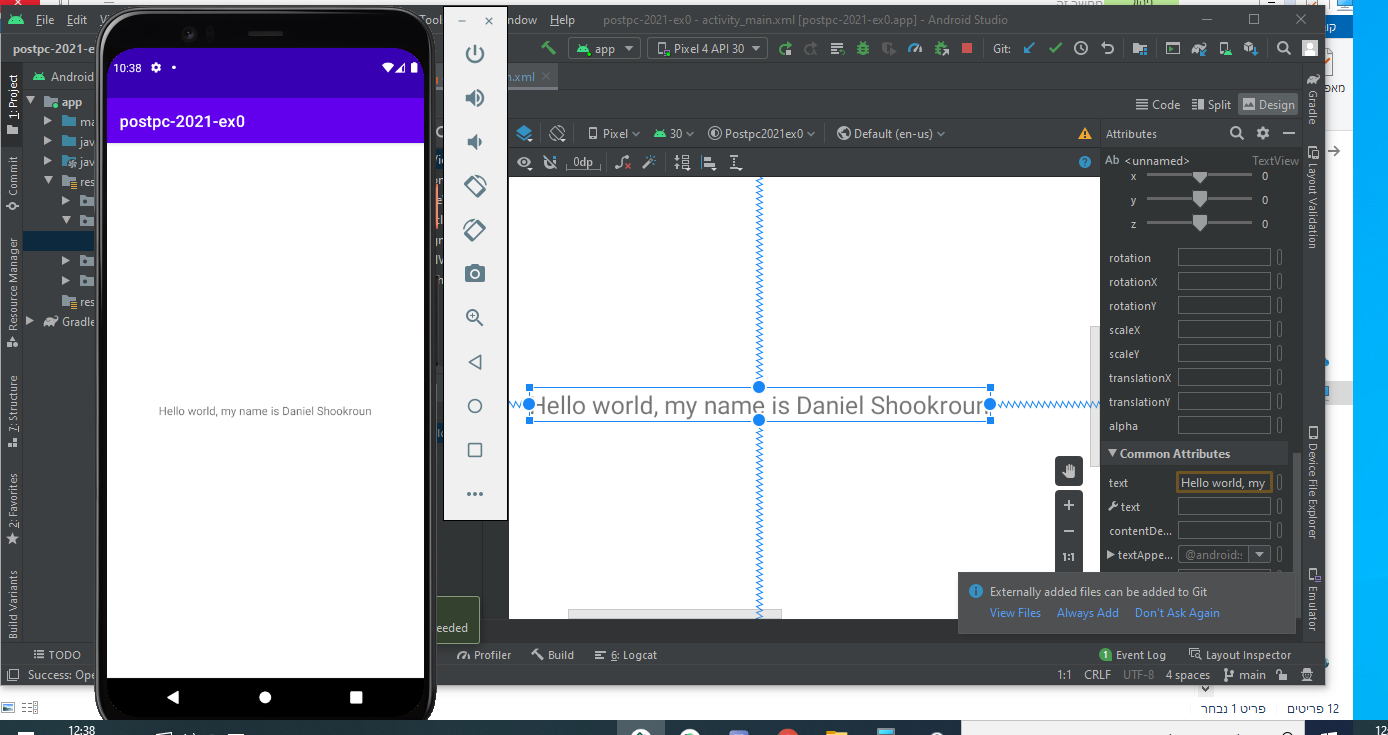 File Edit
Tool
ndow Help
postpc-2021-ex0 - activity_main.xml [postpc-2021-ex0.app] - Android Studio
postpc-2021-e
app
Pixel 4 API 30
Git:
1: Project
Commit
Resource Manager
7: Structure
2: Favorites
Build Variants
Android
app
ma
jav
jav
res
res
Gradle
10:38
postpc-2021-ex0
Hello world, my name is Daniel Shookroun
n.xml
Code Split Design
Pixel 30 Postpc2021ex0 Default (en-us)
0dp
Hello world, my name is Daniel Shookroun
1:1
Attributes
Ab <unnamed> TextView
x 0
y 0
z 0
rotation
rotationX
rotationY
scaleX
scaleY
translationX
translationY
alpha
Common Attributes
text Hello world, my
text
contentDe...
textAppe... @android:
Gradle
Layout Validation
Device File Explorer
Emulator
Externally added files can be added to Git
View Files Always Add Don't Ask Again
eeded
TODO
Profiler Build 6: Logcat
1 Event Log Layout Inspector
Success: Ope
1:1 CRLF UTF-8 4 spaces main
12 פריטים פריט 1 נבחר
12:38
12